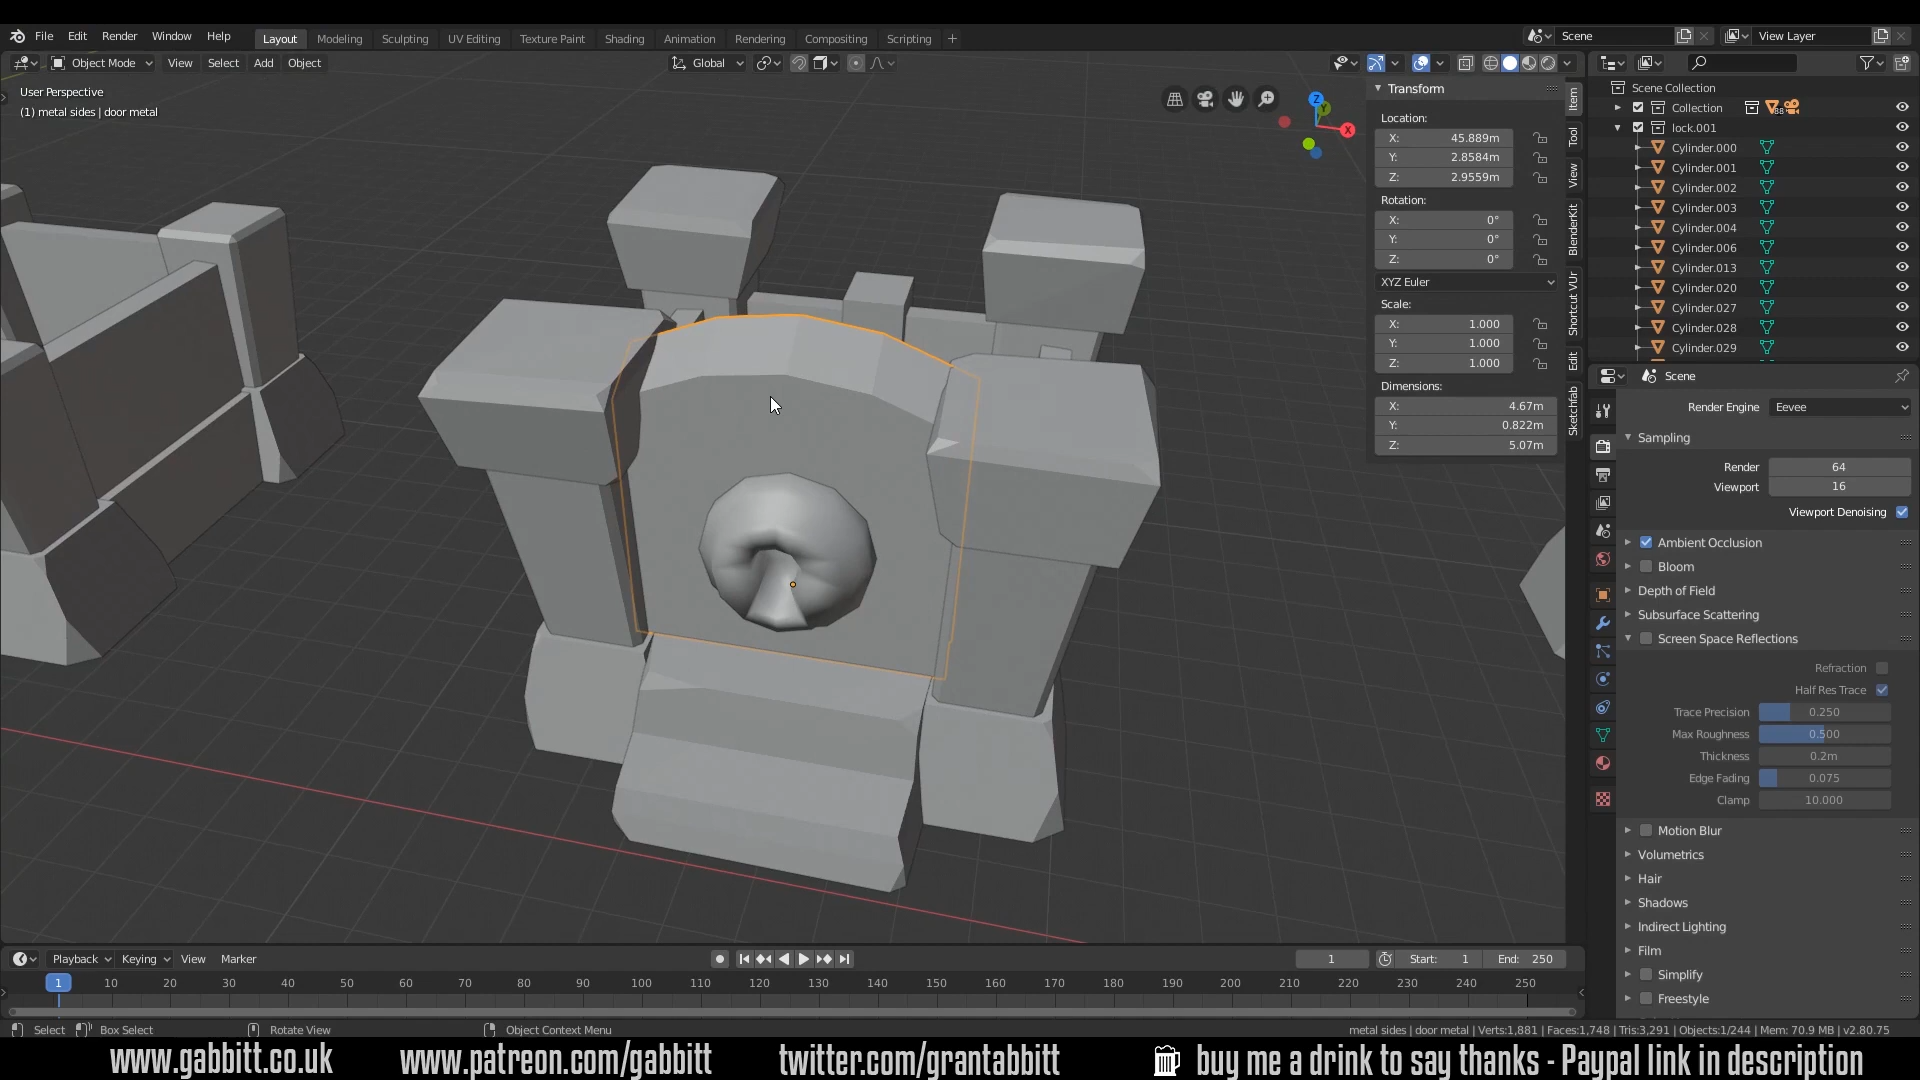 File Edit Render Window Help Layout Modeling Sculpting UV Editing Texture Paint Shading Animation Rendering Compositing Scripting + Scene View Layer
Object Mode View Select Add Object Global
User Perspective
(1) metal sides | door metal
Z
Y
X
Transform
Location:
X: 45.889m
Y: 2.8584m
Z: 2.9559m
Rotation:
X: 0°
Y: 0°
Z: 0°
XYZ Euler
Scale:
X: 1.000
Y: 1.000
Z: 1.000
Dimensions:
X: 4.67m
Y: 0.822m
Z: 5.07m
Item
Tool
View
BlenderKit
Shortcut VUr
Edit
Sketchfab
Scene Collection
Collection 88
lock.001
Cylinder.000
Cylinder.001
Cylinder.002
Cylinder.003
Cylinder.004
Cylinder.006
Cylinder.013
Cylinder.020
Cylinder.027
Cylinder.028
Cylinder.029
Scene
Render Engine Eevee
Sampling
Render 64
Viewport 16
Viewport Denoising
Ambient Occlusion
Bloom
Depth of Field
Subsurface Scattering
Screen Space Reflections
Refraction
Half Res Trace
Trace Precision 0.250
Max Roughness 0.500
Thickness 0.2m
Edge Fading 0.075
Clamp 10.000
Motion Blur
Volumetrics
Hair
Shadows
Indirect Lighting
Film
Simplify
Freestyle
Playback Keying View Marker 1 Start: 1 End: 250
1 10 20 30 40 50 60 70 80 90 100 110 120 130 140 150 160 170 180 190 200 210 220 230 240 250
Select Box Select Rotate View Object Context Menu metal sides | door metal | Verts:1,881 | Faces:1,748 | Tris:3,291 | Objects:1/244 | Mem: 70.9 MB | v2.80.75
www.gabbitt.co.uk www.patreon.com/gabbitt twitter.com/grantabbitt buy me a drink to say thanks - Paypal link in description